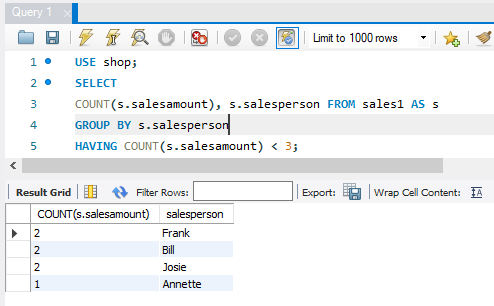 Query 1
Limit to 1000 rows
1 USE shop;
2 SELECT
3 COUNT(s.salesamount), s.salesperson FROM sales1 AS s
4 GROUP BY s.salesperson
5 HAVING COUNT(s.salesamount) < 3;
Result Grid Filter Rows: Export: Wrap Cell Content: IA
COUNT(s.salesamount) salesperson
2 Frank
2 Bill
2 Josie
1 Annette